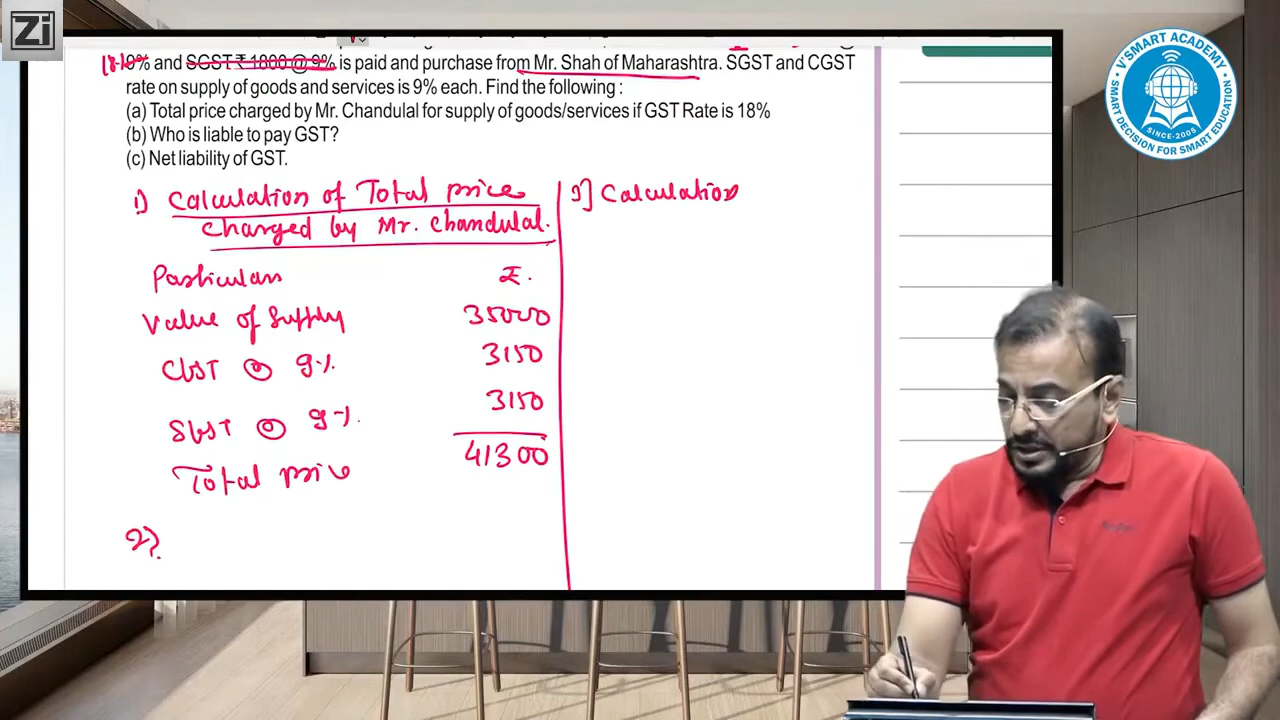 Zi
9% and SGST ₹ 1800 @ 9% is paid and purchase from Mr. Shah of Maharashtra. SGST and CGST
rate on supply of goods and services is 9% each. Find the following :
(a) Total price charged by Mr. Chandulal for supply of goods/services if GST Rate is 18%
(b) Who is liable to pay GST?
(c) Net liability of GST.
1) Calculation of Total price
charged by Mr. Chandulal.
Particulars ₹.
Value of Supply 35000
CGST @ 9%. 3150
SGST @ 9%. 3150
Total price 41300
2)
3] Calculation
V'SMART ACADEMY
SINCE-2005
SMART DECISION FOR SMART EDUCATION